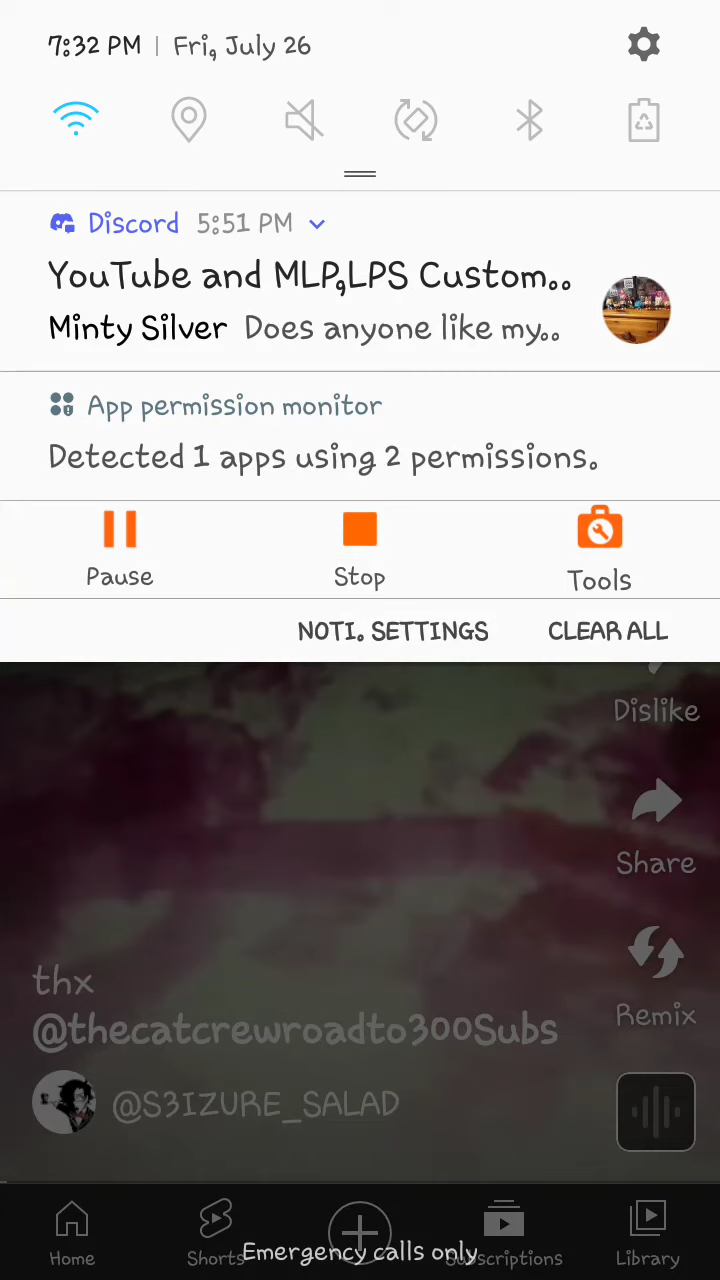 7:32 PM | Fri, July 26
Discord 5:51 PM
YouTube and MLP,LPS Custom..
Minty Silver Does anyone like my..
App permission monitor
Detected 1 apps using 2 permissions.
Pause Stop Tools
NOTI. SETTINGS CLEAR ALL
Dislike
Share
Remix
thx
@thecatcrewroadto300Subs
@S3IZURE_SALAD
Emergency calls only
Home Shorts Subscriptions Library